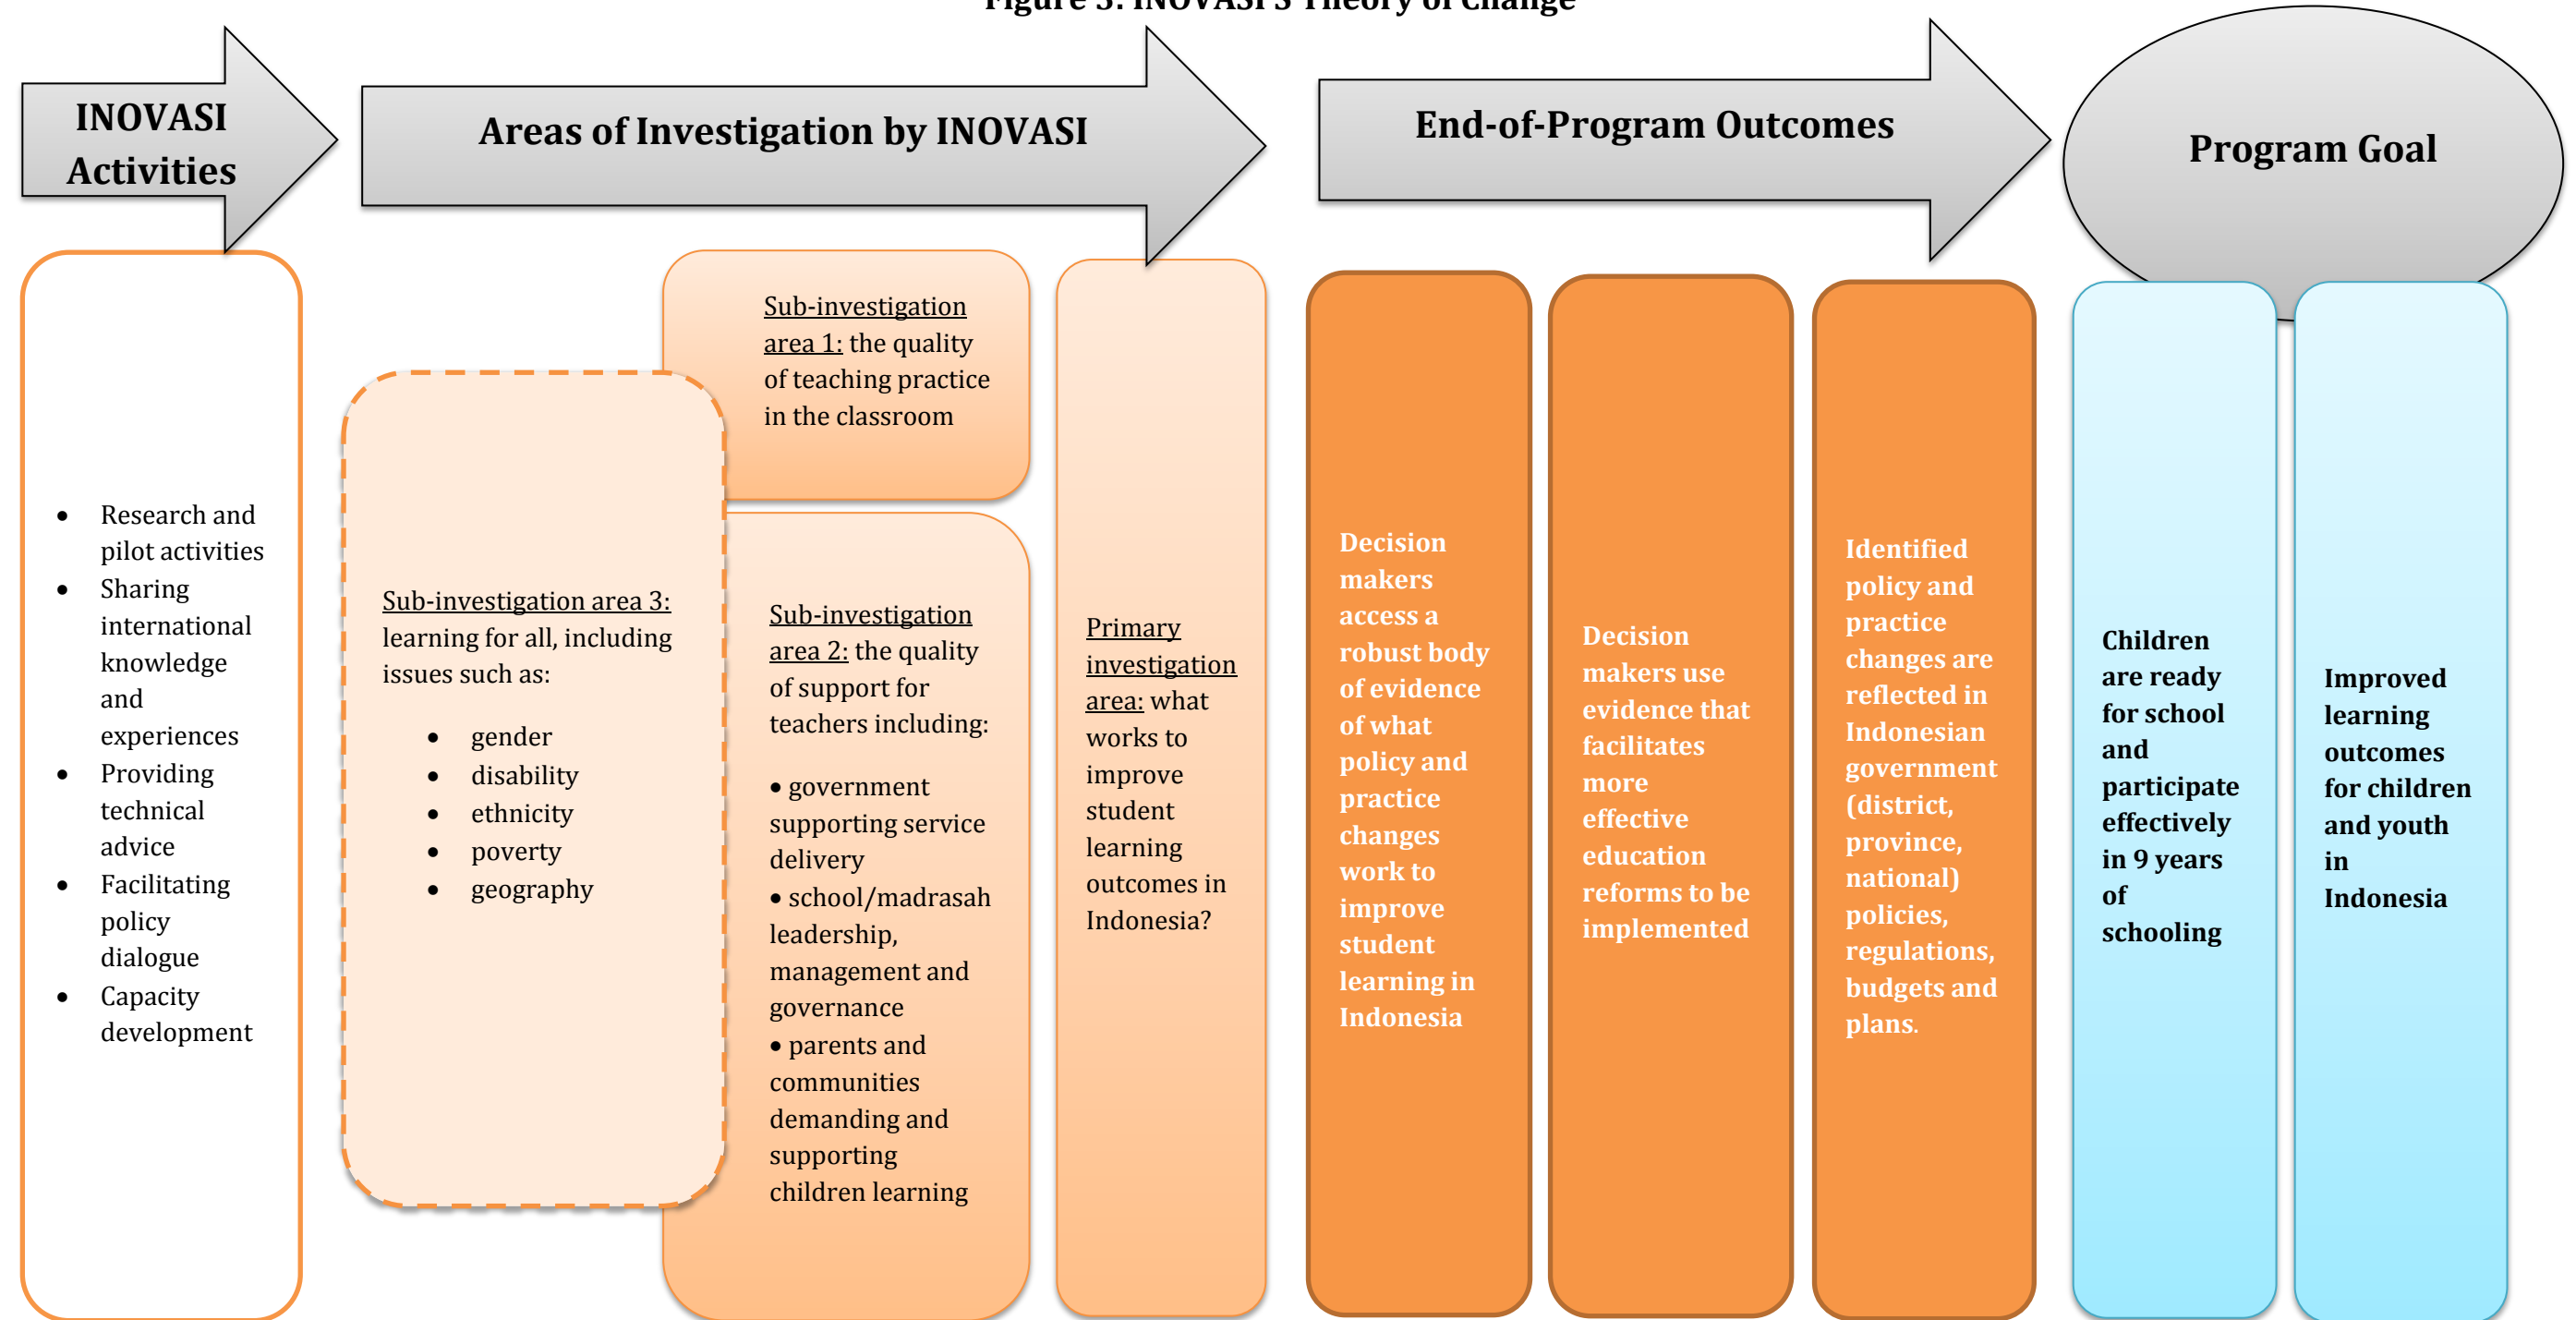 Figure 3: INOVASI'S Theory of Change
INOVASI
Activities
Areas of Investigation by INOVASI
End-of-Program Outcomes
Program Goal
• Research and
pilot activities
• Sharing
international
knowledge
and
experiences
• Providing
technical
advice
• Facilitating
policy
dialogue
• Capacity
development
Sub-investigation area 3:
learning for all, including
issues such as:
• gender
• disability
• ethnicity
• poverty
• geography
Sub-investigation
area 1: the quality
of teaching practice
in the classroom
Sub-investigation
area 2: the quality
of support for
teachers including:
• government
supporting service
delivery
• school/madrasah
leadership,
management and
governance
• parents and
communities
demanding and
supporting
children learning
Primary
investigation
area: what
works to
improve
student
learning
outcomes in
Indonesia?
Decision
makers
access a
robust body
of evidence
of what
policy and
practice
changes
work to
improve
student
learning in
Indonesia
Decision
makers use
evidence that
facilitates
more
effective
education
reforms to be
implemented
Identified
policy and
practice
changes are
reflected in
Indonesian
government
(district,
province,
national)
policies,
regulations,
budgets and
plans.
Children
are ready
for school
and
participate
effectively
in 9 years
of
schooling
Improved
learning
outcomes
for children
and youth
in
Indonesia